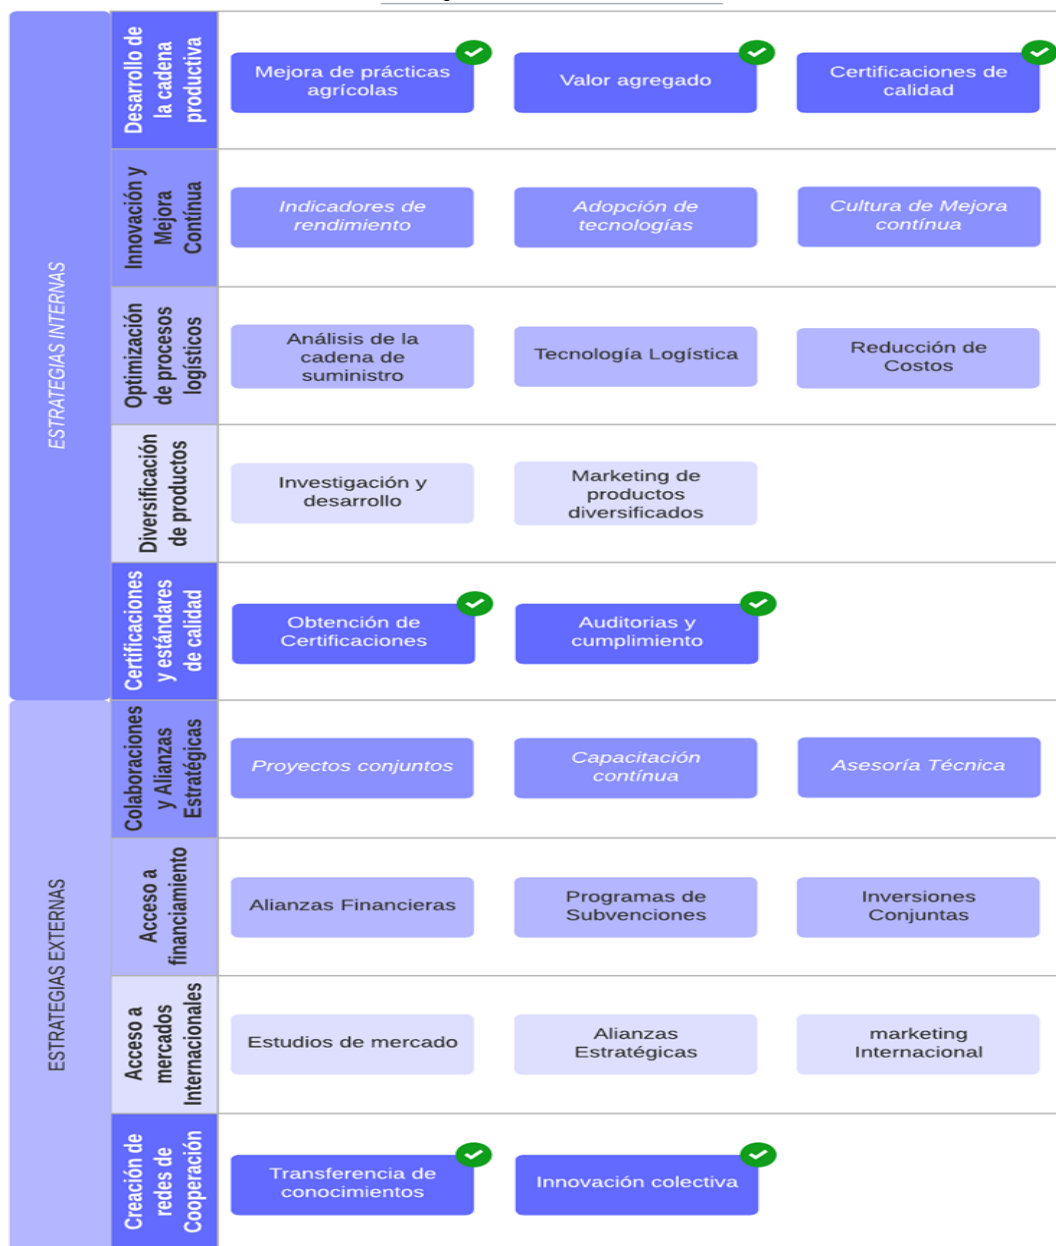 ESTRATEGIAS INTERNAS
Desarrollo de
la cadena
productiva
Mejora de prácticas
agrícolas
Valor agregado
Certificaciones de
calidad
Innovación y
Mejora
Contínua
Indicadores de
rendimiento
Adopción de
tecnologías
Cultura de Mejora
contínua
Optimización
de procesos
logísticos
Análisis de la
cadena de
suministro
Tecnología Logística
Reducción de
Costos
Diversificación
de productos
Investigación y
desarrollo
Marketing de
productos
diversificados
Certificaciones
y estándares
de calidad
Obtención de
Certificaciones
Auditorias y
cumplimiento
ESTRATEGIAS EXTERNAS
Colaboraciones
y Alianzas
Estratégicas
Proyectos conjuntos
Capacitación
contínua
Asesoría Técnica
Acceso a
financiamiento
Alianzas Financieras
Programas de
Subvenciones
Inversiones
Conjuntas
Acceso a
mercados
Internacionales
Estudios de mercado
Alianzas
Estratégicas
marketing
Internacional
Creación de
redes de
Cooperación
Transferencia de
conocimientos
Innovación colectiva